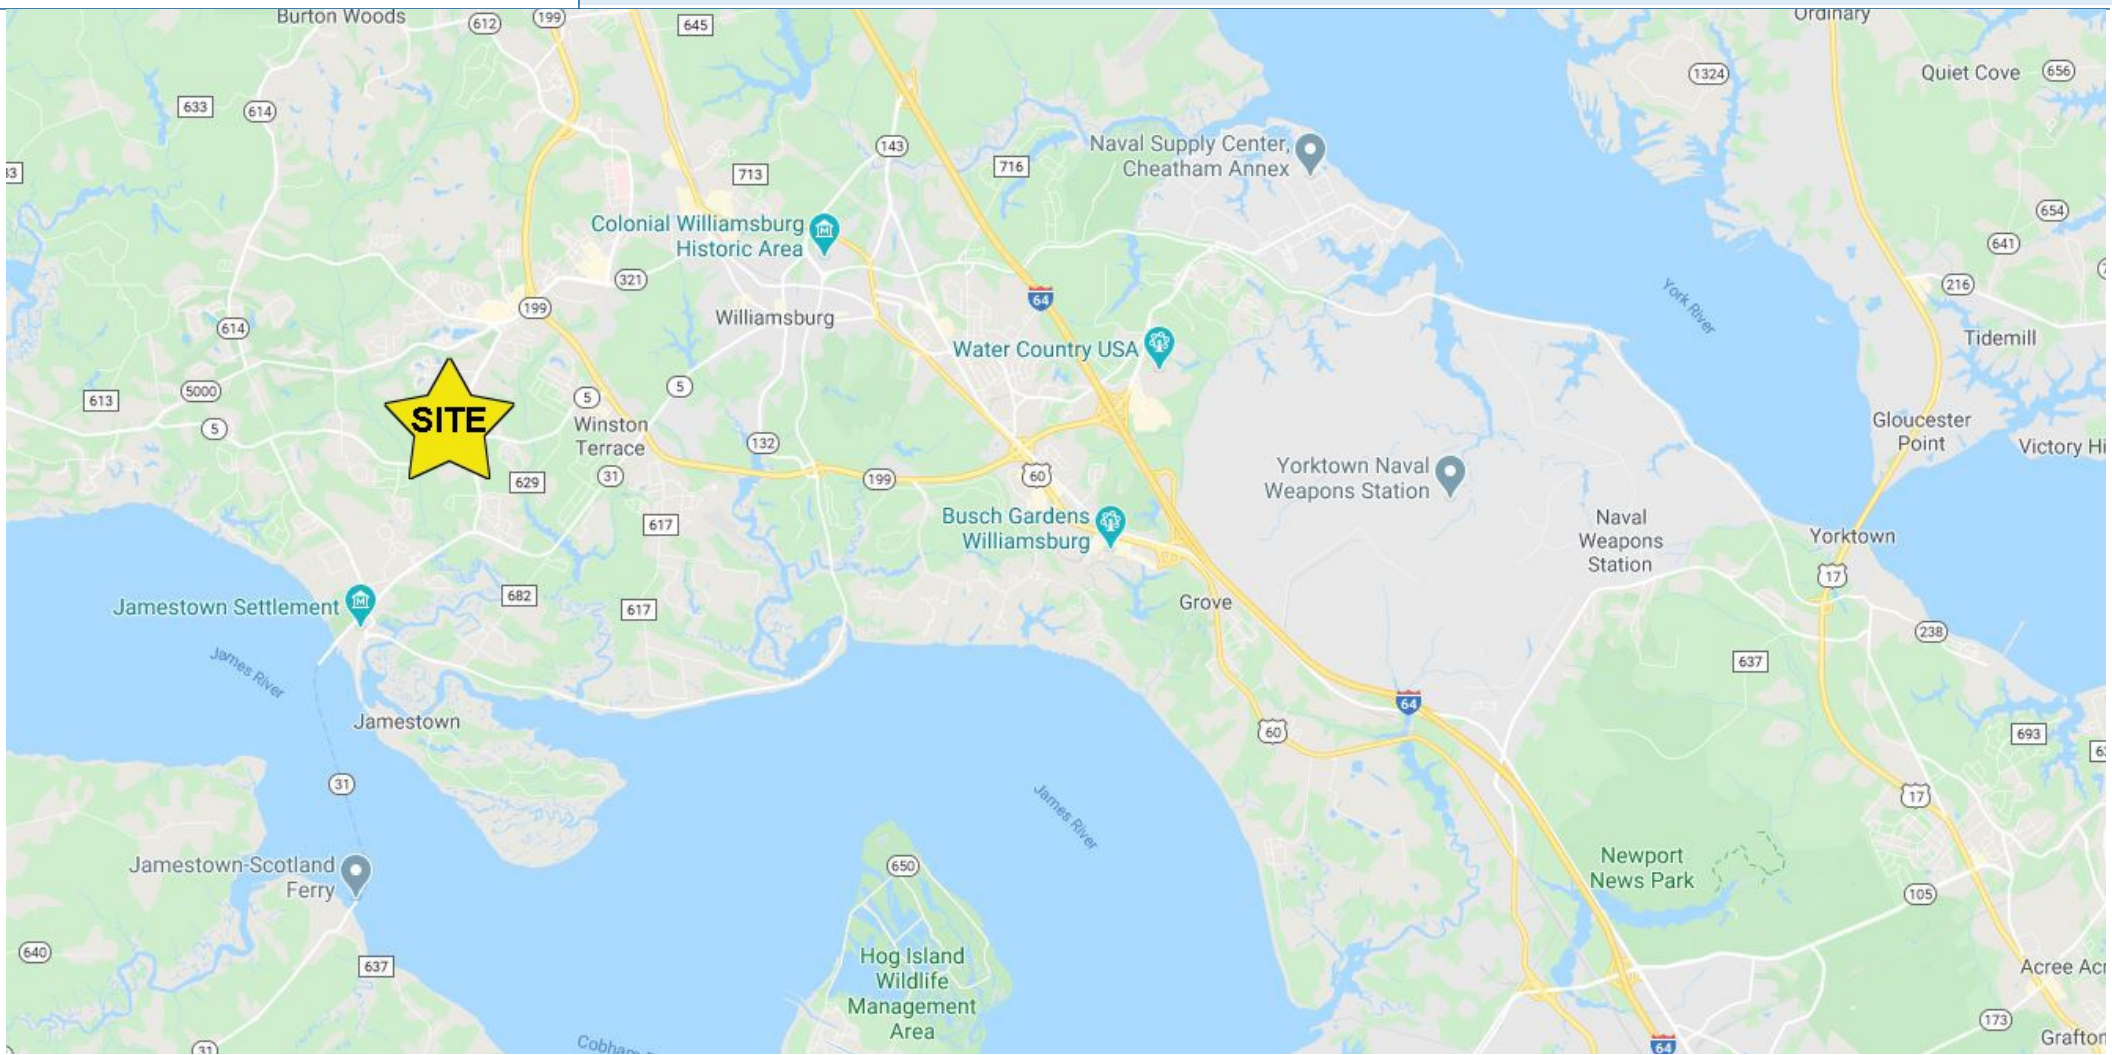 Burton Woods
612
199
645
Ordinary
1324
Quiet Cove
656
633
614
143
Naval Supply Center,
Cheatham Annex
716
713
33
654
Colonial Williamsburg
Historic Area
641
321
64
216
York River
199
Williamsburg
614
Tidemill
Water Country USA
5000
613
5
5
SITE
5
Winston
Terrace
Gloucester
Point
Victory Hi
132
31
629
199
60
Yorktown Naval
Weapons Station
617
Busch Gardens
Williamsburg
Naval
Weapons
Station
Yorktown
17
682
Jamestown Settlement
617
Grove
238
James River
637
64
Jamestown
60
693
63
31
James River
17
Jamestown-Scotland
Ferry
650
Newport
News Park
105
640
637
Hog Island
Wildlife
Management
Area
Acree Acr
173
Grafton
31
Cobham
64